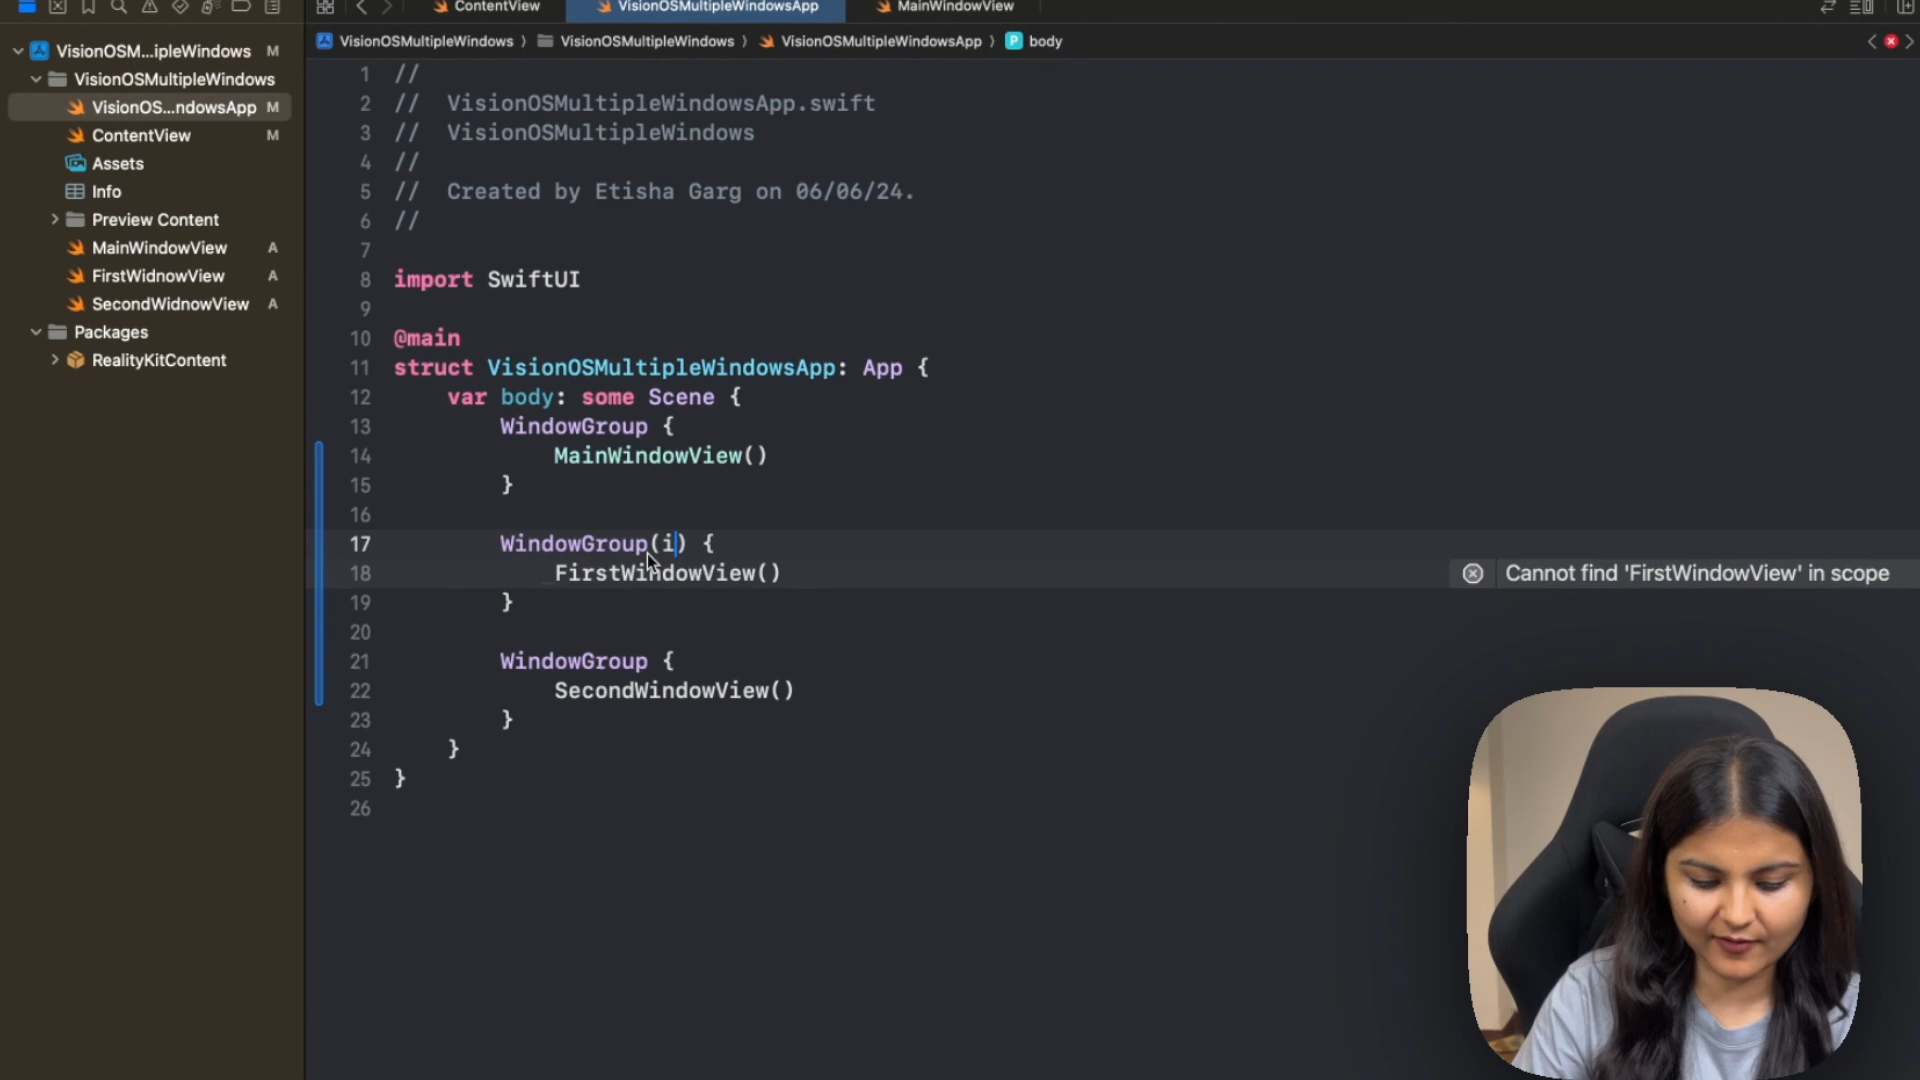 ContentView
VisionOSMultipleWindowsApp
MainWindowView
VisionOSM...ipleWindows M
VisionOSMultipleWindows
VisionOS...ndowsApp M
ContentView M
Assets
Info
Preview Content
MainWindowView A
FirstWidnowView A
SecondWidnowView A
Packages
RealityKitContent
VisionOSMultipleWindows 〉 VisionOSMultipleWindows 〉 VisionOSMultipleWindowsApp 〉 P body
1 //
2 // VisionOSMultipleWindowsApp.swift
3 // VisionOSMultipleWindows
4 //
5 // Created by Etisha Garg on 06/06/24.
6 //
7
8 import SwiftUI
9
10 @main
11 struct VisionOSMultipleWindowsApp: App {
12 var body: some Scene {
13 WindowGroup {
14 MainWindowView()
15 }
16
17 WindowGroup(i) {
18 FirstWindowView()
Cannot find 'FirstWindowView' in scope
19 }
20
21 WindowGroup {
22 SecondWindowView()
23 }
24 }
25 }
26